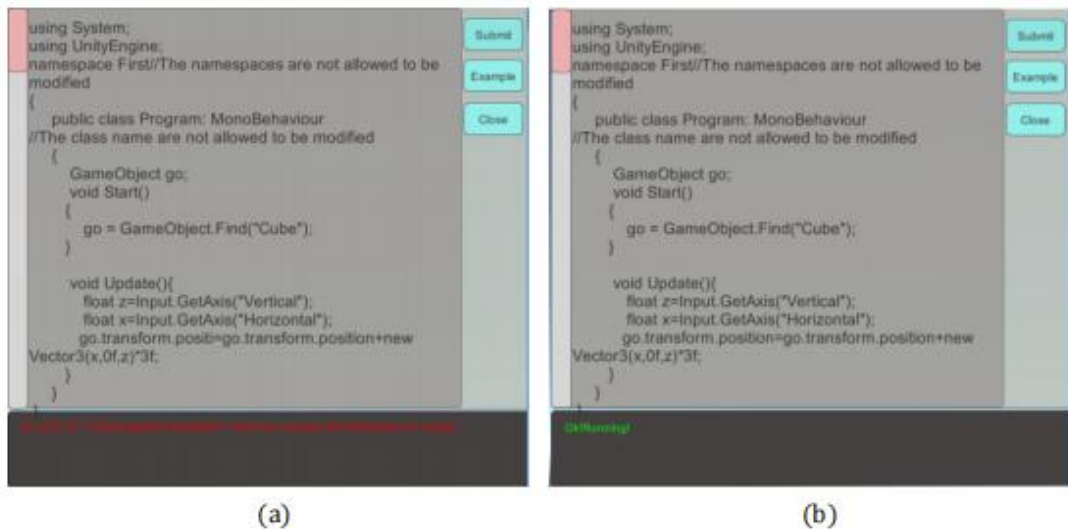 using System;
using UnityEngine;
namespace First//The namespaces are not allowed to be
modified
{
public class Program: MonoBehaviour
//The class name are not allowed to be modified
{
GameObject go;
void Start()
{
go = GameObject.Find("Cube");
}
void Update(){
float z=Input.GetAxis("Vertical");
float x=Input.GetAxis("Horizontal");
go.transform.positi=go.transform.position+new
Vector3(x,0f,z)*3f;
}
}
}
Submit
Example
Close
(a)
using System;
using UnityEngine;
namespace First//The namespaces are not allowed to be
modified
{
public class Program: MonoBehaviour
//The class name are not allowed to be modified
{
GameObject go;
void Start()
{
go = GameObject.Find("Cube");
}
void Update(){
float z=Input.GetAxis("Vertical");
float x=Input.GetAxis("Horizontal");
go.transform.position=go.transform.position+new
Vector3(x,0f,z)*3f;
}
}
}
Submit
Example
Close
Ok!Running!
(b)